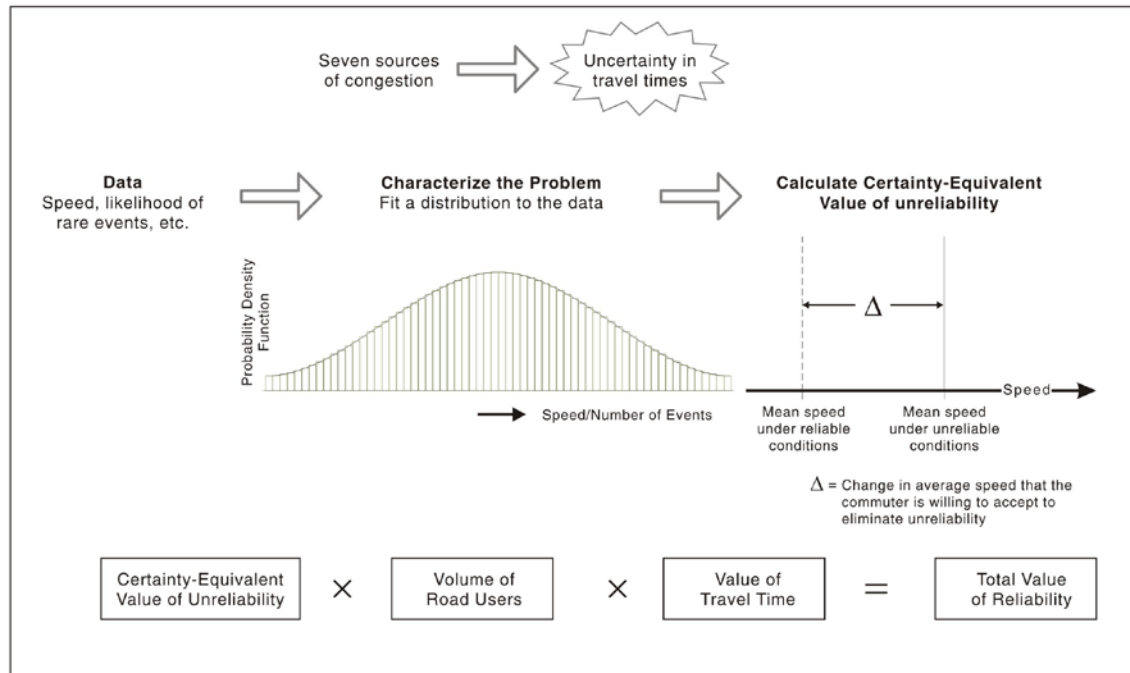 Seven sources
of congestion
Uncertainty in
travel times
Data
Speed, likelihood of
rare events, etc.
Characterize the Problem
Fit a distribution to the data
Calculate Certainty-Equivalent
Value of unreliability
Probability Density
Function
Speed/Number of Events
Δ
Speed
Mean speed
under reliable
conditions
Mean speed
under unreliable
conditions
Δ = Change in average speed that the
commuter is willing to accept to
eliminate unreliability
Certainty-Equivalent
Value of Unreliability
×
Volume of
Road Users
×
Value of
Travel Time
=
Total Value
of Reliability